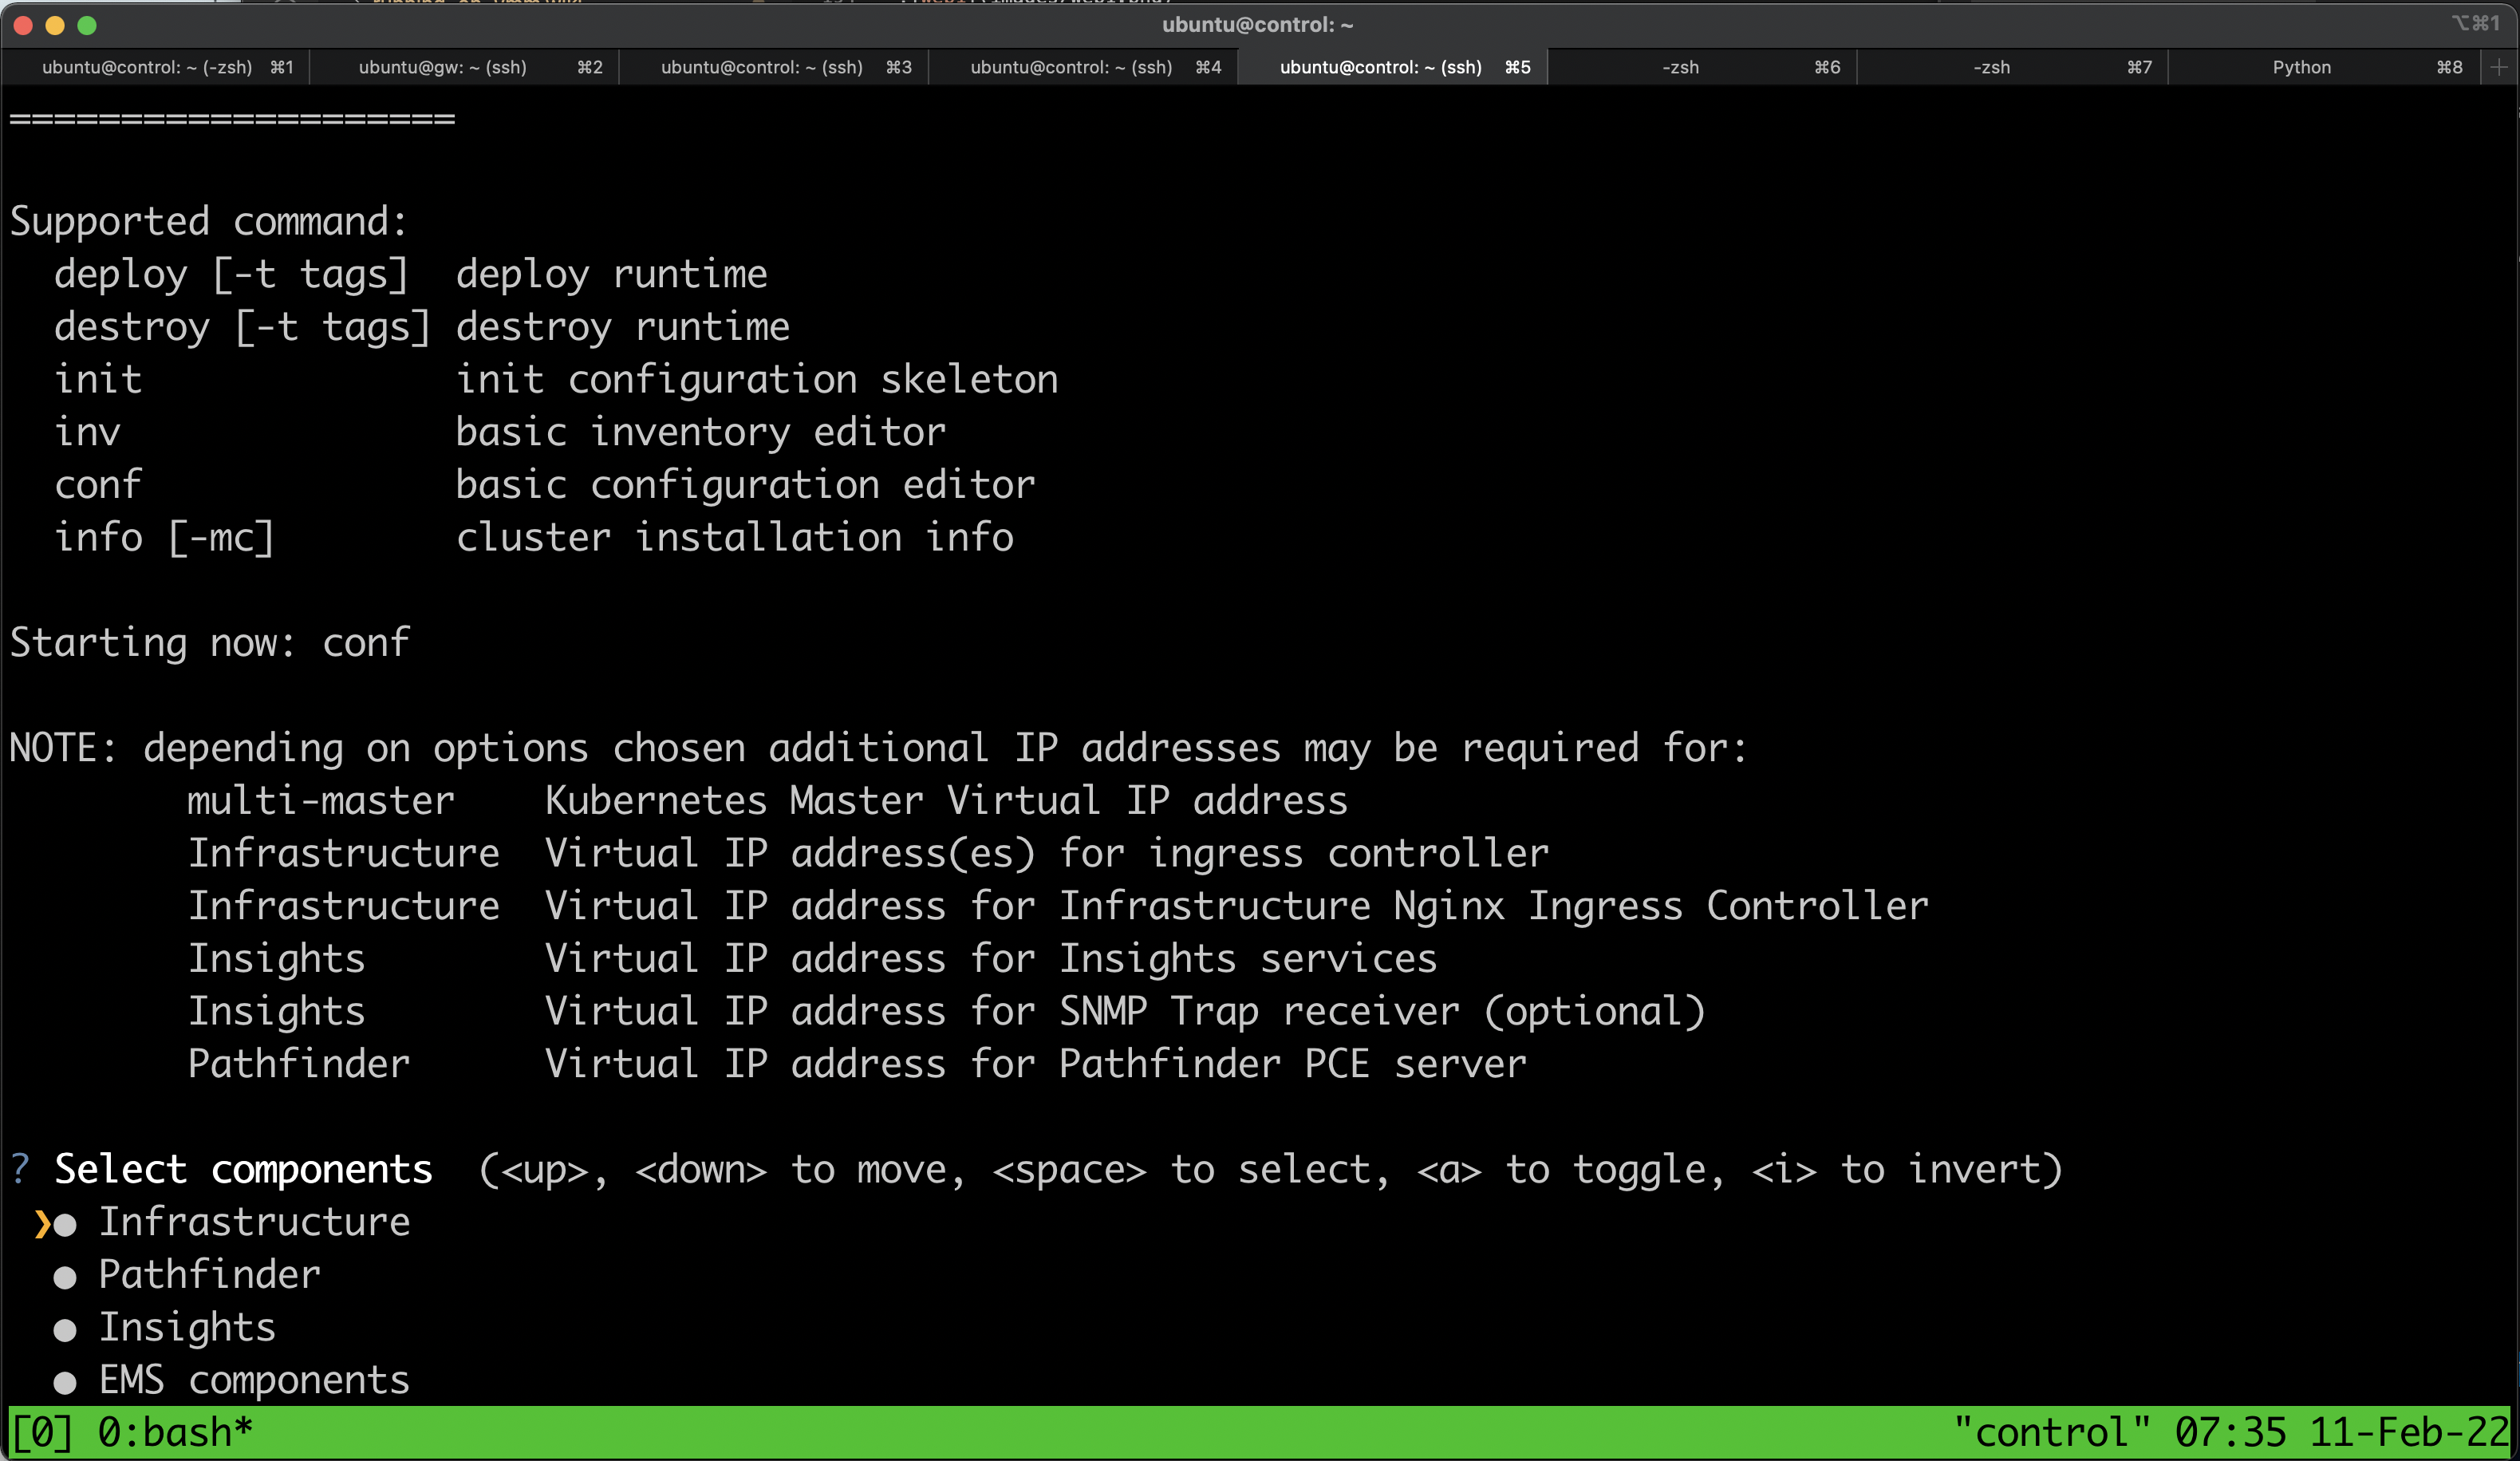 ubuntu@control: ~
⌥⌘1
ubuntu@control: ~ (-zsh) ⌘1 ubuntu@gw: ~ (ssh) ⌘2 ubuntu@control: ~ (ssh) ⌘3 ubuntu@control: ~ (ssh) ⌘4 ubuntu@control: ~ (ssh) ⌘5 -zsh ⌘6 -zsh ⌘7 Python ⌘8
====================
Supported command:
deploy [-t tags] deploy runtime
destroy [-t tags] destroy runtime
init init configuration skeleton
inv basic inventory editor
conf basic configuration editor
info [-mc] cluster installation info
Starting now: conf
NOTE: depending on options chosen additional IP addresses may be required for:
multi-master Kubernetes Master Virtual IP address
Infrastructure Virtual IP address(es) for ingress controller
Infrastructure Virtual IP address for Infrastructure Nginx Ingress Controller
Insights Virtual IP address for Insights services
Insights Virtual IP address for SNMP Trap receiver (optional)
Pathfinder Virtual IP address for Pathfinder PCE server
? Select components (<up>, <down> to move, <space> to select, <a> to toggle, <i> to invert)
❯● Infrastructure
● Pathfinder
● Insights
● EMS components
[0] 0:bash* "control" 07:35 11-Feb-22